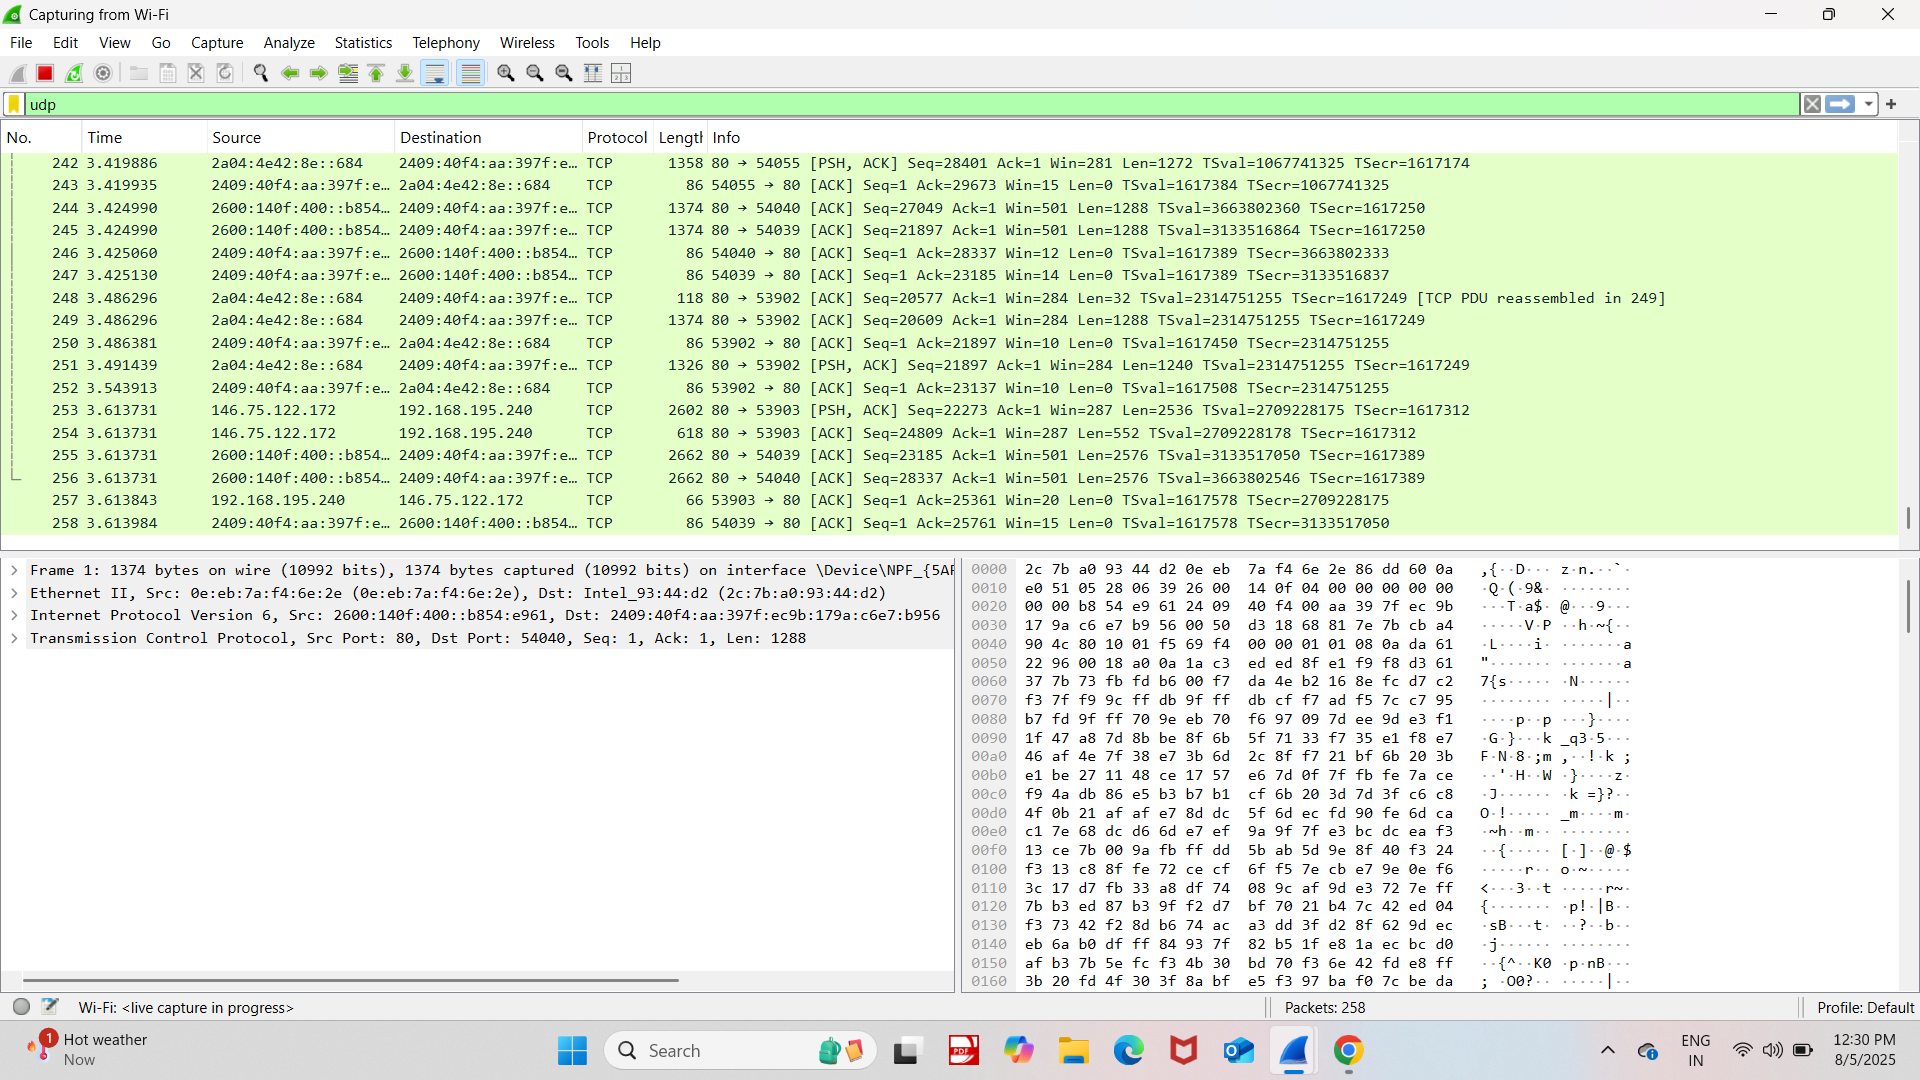 Capturing from Wi-Fi
File Edit View Go Capture Analyze Statistics Telephony Wireless Tools Help
udp
No. Time Source Destination Protocol Length Info
242 3.419886 2a04:4e42:8e::684 2409:40f4:aa:397f:e… TCP 1358 80 → 54055 [PSH, ACK] Seq=28401 Ack=1 Win=281 Len=1272 TSval=1067741325 TSecr=1617174
243 3.419935 2409:40f4:aa:397f:e… 2a04:4e42:8e::684 TCP 86 54055 → 80 [ACK] Seq=1 Ack=29673 Win=15 Len=0 TSval=1617384 TSecr=1067741325
244 3.424990 2600:140f:400::b854… 2409:40f4:aa:397f:e… TCP 1374 80 → 54040 [ACK] Seq=27049 Ack=1 Win=501 Len=1288 TSval=3663802360 TSecr=1617250
245 3.424990 2600:140f:400::b854… 2409:40f4:aa:397f:e… TCP 1374 80 → 54039 [ACK] Seq=21897 Ack=1 Win=501 Len=1288 TSval=3133516864 TSecr=1617250
246 3.425060 2409:40f4:aa:397f:e… 2600:140f:400::b854… TCP 86 54040 → 80 [ACK] Seq=1 Ack=28337 Win=12 Len=0 TSval=1617389 TSecr=3663802333
247 3.425130 2409:40f4:aa:397f:e… 2600:140f:400::b854… TCP 86 54039 → 80 [ACK] Seq=1 Ack=23185 Win=14 Len=0 TSval=1617389 TSecr=3133516837
248 3.486296 2a04:4e42:8e::684 2409:40f4:aa:397f:e… TCP 118 80 → 53902 [ACK] Seq=20577 Ack=1 Win=284 Len=32 TSval=2314751255 TSecr=1617249 [TCP PDU reassembled in 249]
249 3.486296 2a04:4e42:8e::684 2409:40f4:aa:397f:e… TCP 1374 80 → 53902 [ACK] Seq=20609 Ack=1 Win=284 Len=1288 TSval=2314751255 TSecr=1617249
250 3.486381 2409:40f4:aa:397f:e… 2a04:4e42:8e::684 TCP 86 53902 → 80 [ACK] Seq=1 Ack=21897 Win=10 Len=0 TSval=1617450 TSecr=2314751255
251 3.491439 2a04:4e42:8e::684 2409:40f4:aa:397f:e… TCP 1326 80 → 53902 [PSH, ACK] Seq=21897 Ack=1 Win=284 Len=1240 TSval=2314751255 TSecr=1617249
252 3.543913 2409:40f4:aa:397f:e… 2a04:4e42:8e::684 TCP 86 53902 → 80 [ACK] Seq=1 Ack=23137 Win=10 Len=0 TSval=1617508 TSecr=2314751255
253 3.613731 146.75.122.172 192.168.195.240 TCP 2602 80 → 53903 [PSH, ACK] Seq=22273 Ack=1 Win=287 Len=2536 TSval=2709228175 TSecr=1617312
254 3.613731 146.75.122.172 192.168.195.240 TCP 618 80 → 53903 [ACK] Seq=24809 Ack=1 Win=287 Len=552 TSval=2709228178 TSecr=1617312
255 3.613731 2600:140f:400::b854… 2409:40f4:aa:397f:e… TCP 2662 80 → 54039 [ACK] Seq=23185 Ack=1 Win=501 Len=2576 TSval=3133517050 TSecr=1617389
256 3.613731 2600:140f:400::b854… 2409:40f4:aa:397f:e… TCP 2662 80 → 54040 [ACK] Seq=28337 Ack=1 Win=501 Len=2576 TSval=3663802546 TSecr=1617389
257 3.613843 192.168.195.240 146.75.122.172 TCP 66 53903 → 80 [ACK] Seq=1 Ack=25361 Win=20 Len=0 TSval=1617578 TSecr=2709228175
258 3.613984 2409:40f4:aa:397f:e… 2600:140f:400::b854… TCP 86 54039 → 80 [ACK] Seq=1 Ack=25761 Win=15 Len=0 TSval=1617578 TSecr=3133517050
Frame 1: 1374 bytes on wire (10992 bits), 1374 bytes captured (10992 bits) on interface \Device\NPF_{5AF
Ethernet II, Src: 0e:eb:7a:f4:6e:2e (0e:eb:7a:f4:6e:2e), Dst: Intel_93:44:d2 (2c:7b:a0:93:44:d2)
Internet Protocol Version 6, Src: 2600:140f:400::b854:e961, Dst: 2409:40f4:aa:397f:ec9b:179a:c6e7:b956
Transmission Control Protocol, Src Port: 80, Dst Port: 54040, Seq: 1, Ack: 1, Len: 1288
0000 2c 7b a0 93 44 d2 0e eb 7a f4 6e 2e 86 dd 60 0a ,{··D··· z·n.··`·
0010 e0 51 05 28 06 39 26 00 14 0f 04 00 00 00 00 00 ·Q·(·9&· ········
0020 00 00 b8 54 e9 61 24 09 40 f4 00 aa 39 7f ec 9b ···T·a$· @···9···
0030 17 9a c6 e7 b9 56 00 50 d3 18 68 81 7e 7b cb a4 ·····V·P ··h·~{··
0040 90 4c 80 10 01 f5 69 f4 00 00 01 01 08 0a da 61 ·L····i· ·······a
0050 22 96 00 18 a0 0a 1a c3 ed ed 8f e1 f9 f8 d3 61 "······· ·······a
0060 37 7b 73 fb fd b6 00 f7 da 4e b2 16 8e fc d7 c2 7{s····· ·N······
0070 f3 7f f9 9c ff db 9f ff db cf f7 ad f5 7c c7 95 ········ ·····|··
0080 b7 fd 9f ff 70 9e eb 70 f6 97 09 7d ee 9d e3 f1 ····p··p ···}····
0090 1f 47 a8 7d 8b be 8f 6b 5f 71 33 f7 35 e1 f8 e7 ·G·}···k _q3·5···
00a0 46 af 4e 7f 38 e7 3b 6d 2c 8f f7 21 bf 6b 20 3b F·N·8·;m ,··!·k ;
00b0 e1 be 27 11 48 ce 17 57 e6 7d 0f 7f fb fe 7a ce ··'·H··W ·}····z·
00c0 f9 4a db 86 e5 b3 b7 b1 cf 6b 20 3d 7d 3f c6 c8 ·J······ ·k =}?··
00d0 4f 0b 21 af af e7 8d dc 5f 6d ec fd 90 fe 6d ca O·!····· _m····m·
00e0 c1 7e 68 dc d6 6d e7 ef 9a 9f 7f e3 bc dc ea f3 ·~h··m·· ········
00f0 13 ce 7b 00 9a fb ff dd 5b ab 5d 9e 8f 40 f3 24 ··{····· [·]··@·$
0100 f3 13 c8 8f fe 72 ce cf 6f f5 7e cb e7 9e 0e f6 ·····r·· o·~·····
0110 3c 17 d7 fb 33 a8 df 74 08 9c af 9d e3 72 7e ff <···3··t ·····r~·
0120 7b b3 ed 87 b3 9f f2 d7 bf 70 21 b4 7c 42 ed 04 {······· ·p!·|B··
0130 f3 73 42 f2 8d b6 74 ac a3 dd 3f d2 8f 62 9d ec ·sB···t· ··?··b··
0140 eb 6a b0 df ff 84 93 7f 82 b5 1f e8 1a ec bc d0 ·j······ ········
0150 af b3 7b 5e fc f3 4b 30 bd 70 f3 6e 42 fd e8 ff ··{^··K0 ·p·nB···
0160 3b 20 fd 4f 30 3f 8a bf e5 f3 97 ba f0 7c be da ; ·O0?·· ·····|··
Wi-Fi: <live capture in progress> Packets: 258 Profile: Default
1
Hot weather
Now
Search
PDF
ENG
IN
12:30 PM
8/5/2025